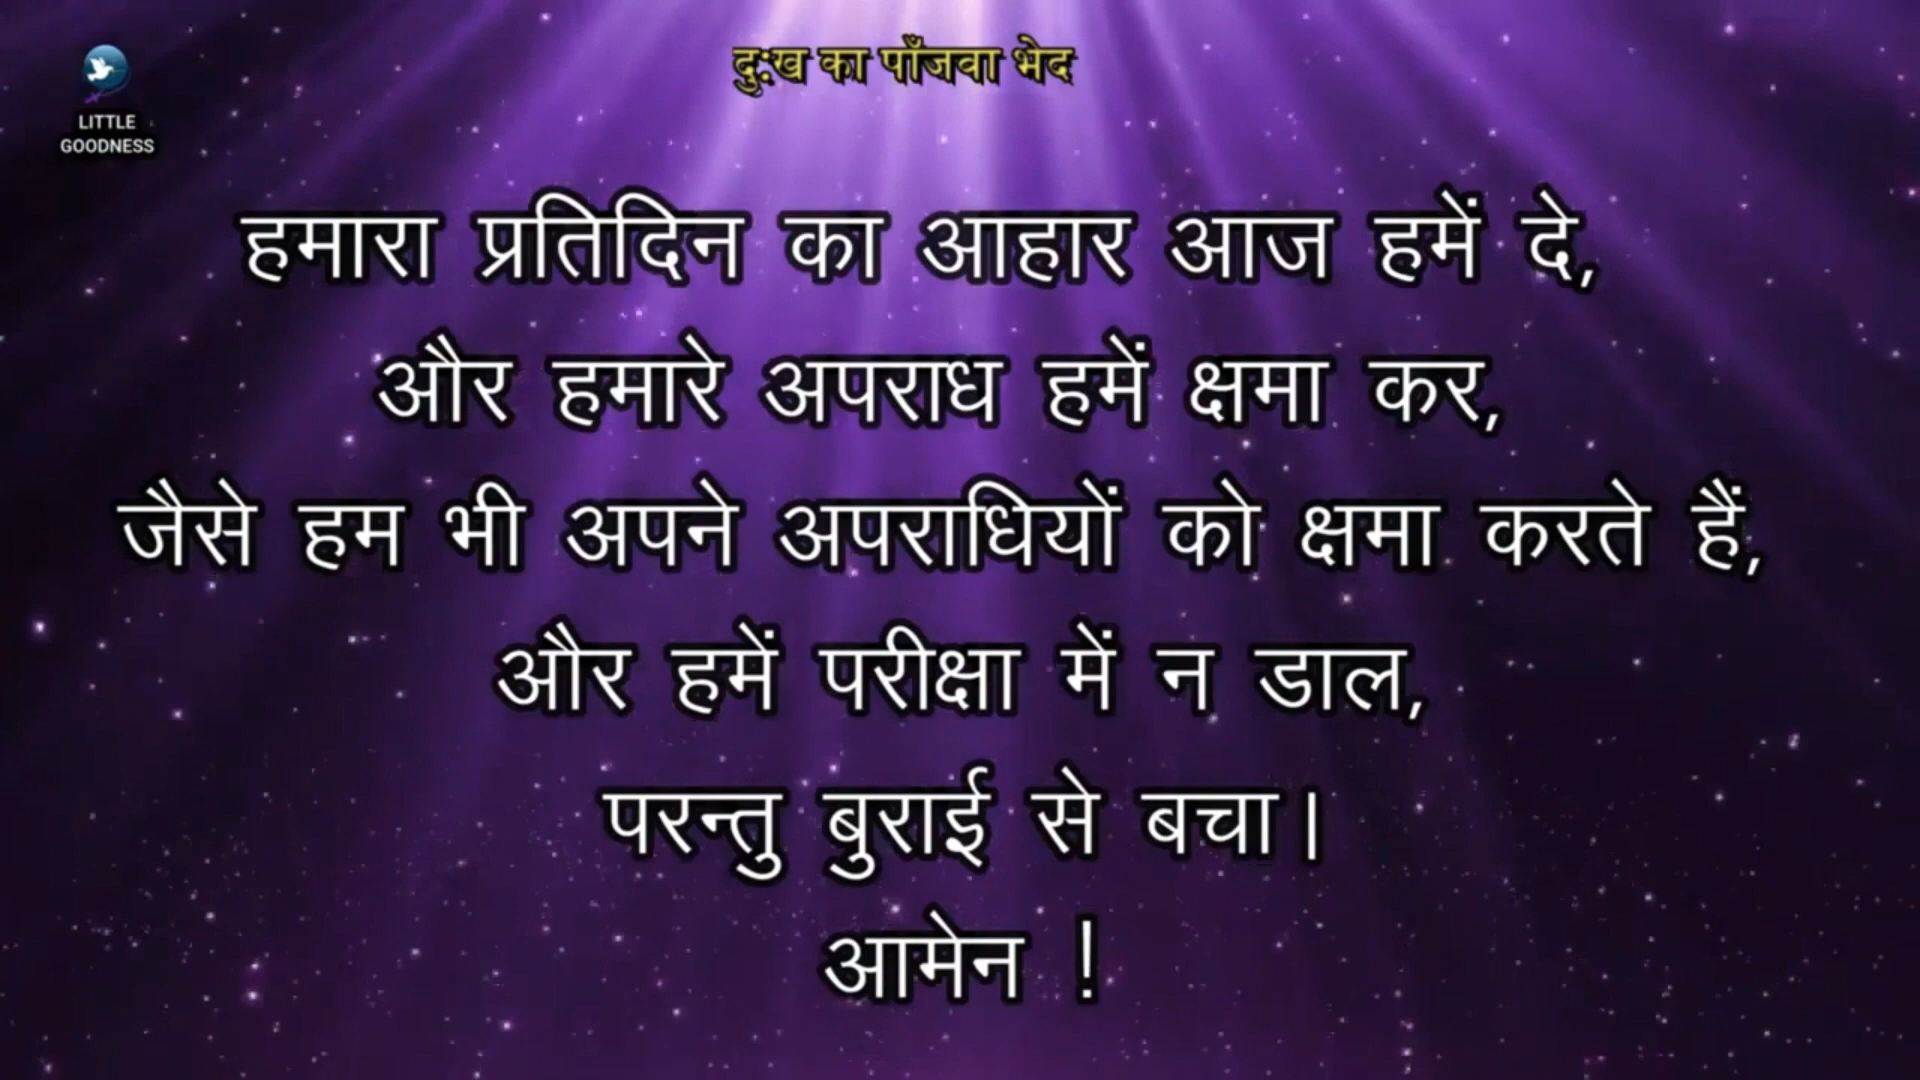 दुःख का पाँजवा भेद
LITTLE
GOODNESS
हमारा प्रतिदिन का आहार आज हमें दे,
और हमारे अपराध हमें क्षमा कर,
जैसे हम भी अपने अपराधियों को क्षमा करते हैं,
और हमें परीक्षा में न डाल,
परन्तु बुराई से बचा।
आमेन !